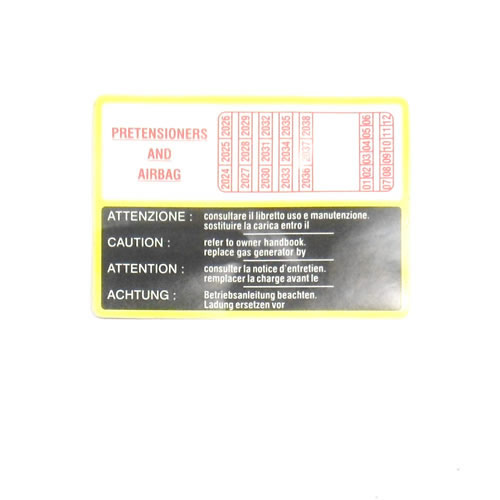 PRETENSIONERS
AND
AIRBAG
2024 2025 2026
2027 2028 2029
2030 2031 2032
2033 2034 2035
2036 2037 2038
01 02 03 04 05 06
07 08 09 10 11 12
ATTENZIONE : consultare il libretto uso e manutenzione.
sostituire la carica entro il
CAUTION : refer to owner handbook.
replace gas generator by
ATTENTION : consulter la notice d'entretien.
remplacer la charge avant le
ACHTUNG : Betriebsanleitung beachten.
Ladung ersetzen vor